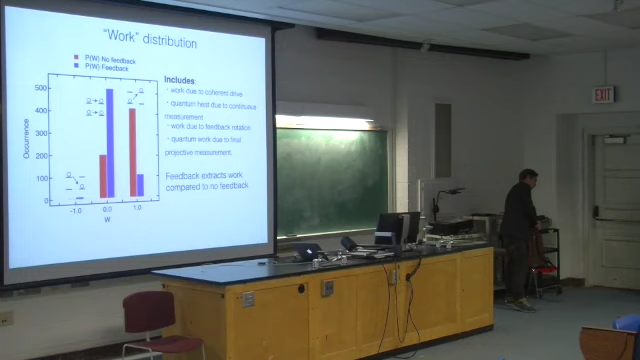 "Work" distribution
P(W) No feedback
P(W) Feedback
Includes:
· work due to coherent drive
· quantum heat due to continuous
measurement
· work due to feedback rotation
· quantum work due to final
projective measurement.
Feedback extracts work
compared to no feedback
Occurrence
500
400
300
200
100
0
-1.0
0.0
1.0
W
EXIT